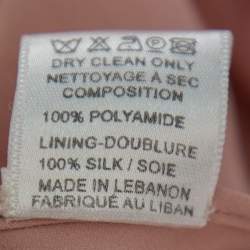 DRY CLEAN ONLY
NETTOYAGE À SEC
COMPOSITION
100% POLYAMIDE
LINING-DOUBLURE
100% SILK / SOIE
MADE IN LEBANON
FABRIQUÉ AU LIBAN